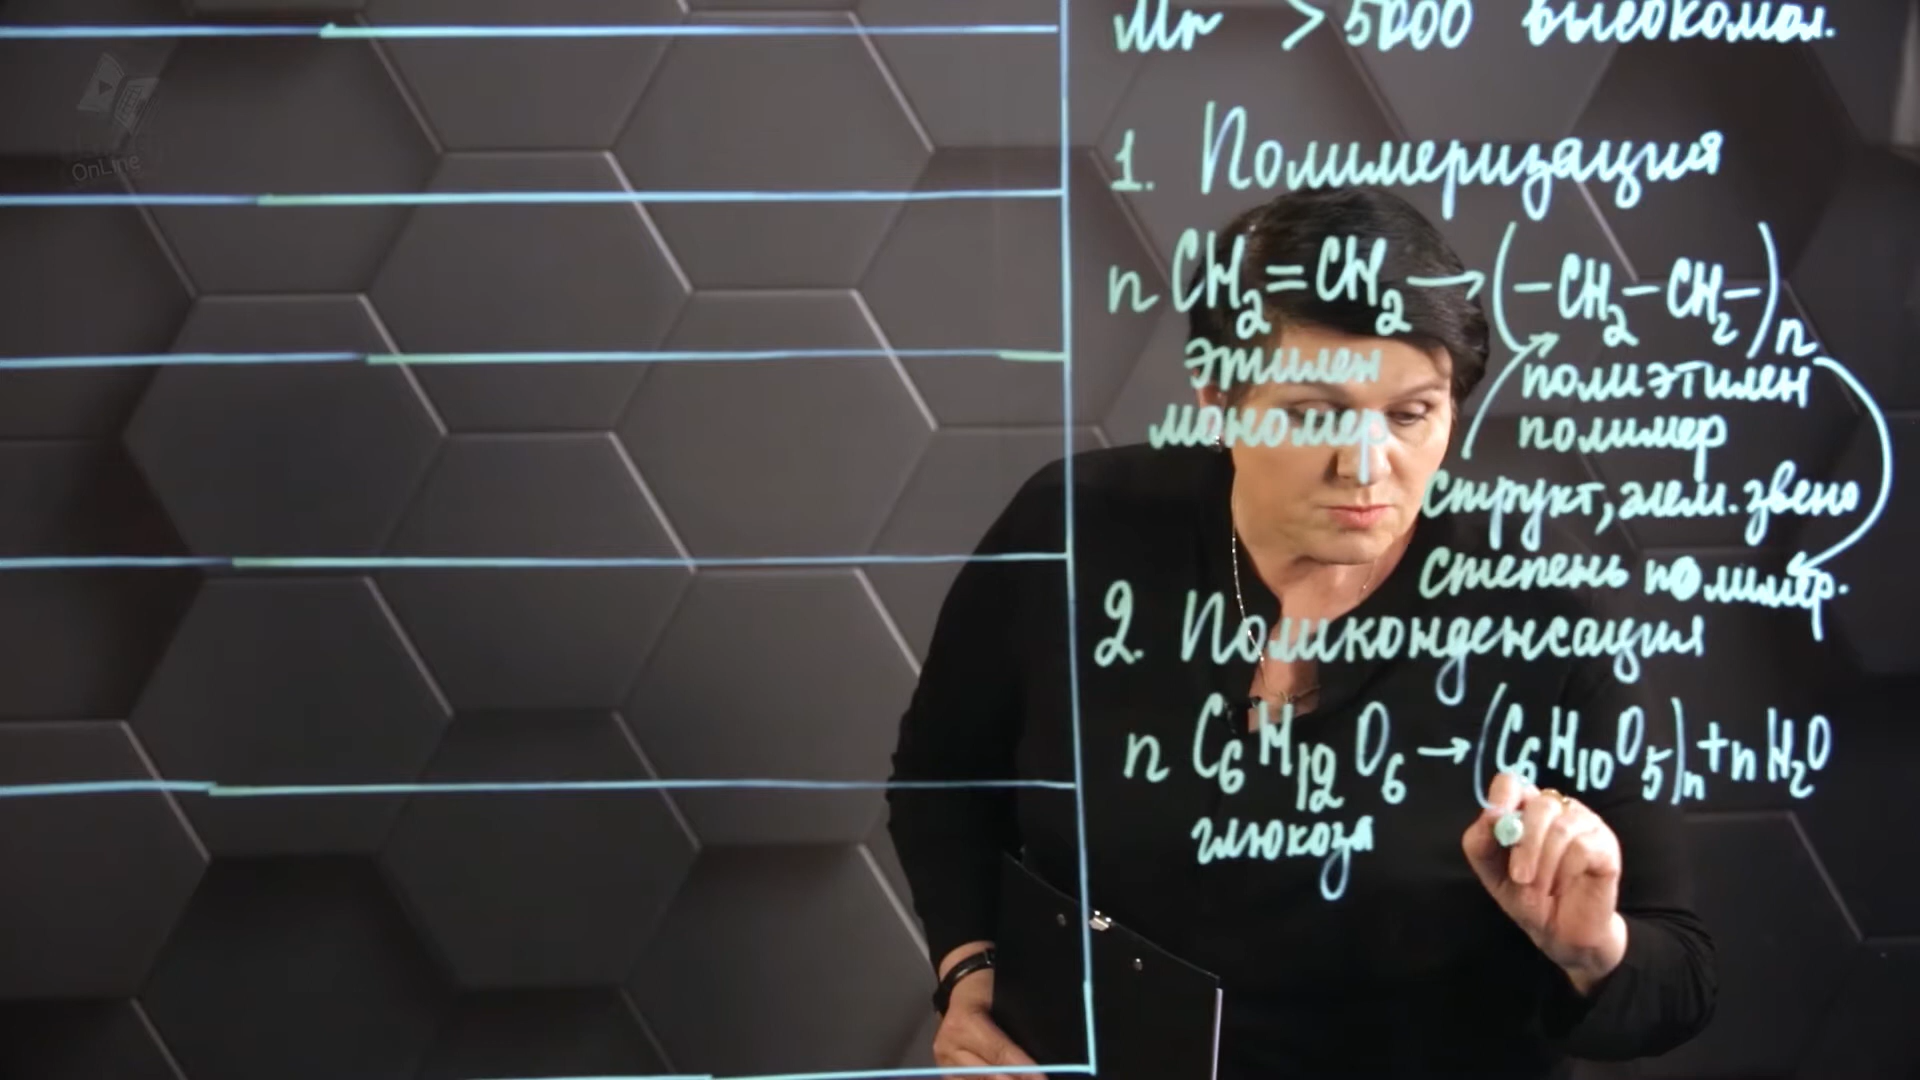 OnLine
Mr > 5000 высокомол.
1. Полимеризация
n CH₂=CH₂ → (-CH₂-CH₂-)n
этилен полиэтилен
мономер полимер
структ, элем. звено
степень полимер.
2. Поликонденсация
n C₆H₁₂O₆ → (C₆H₁₀O₅)n + n H₂O
глюкоза